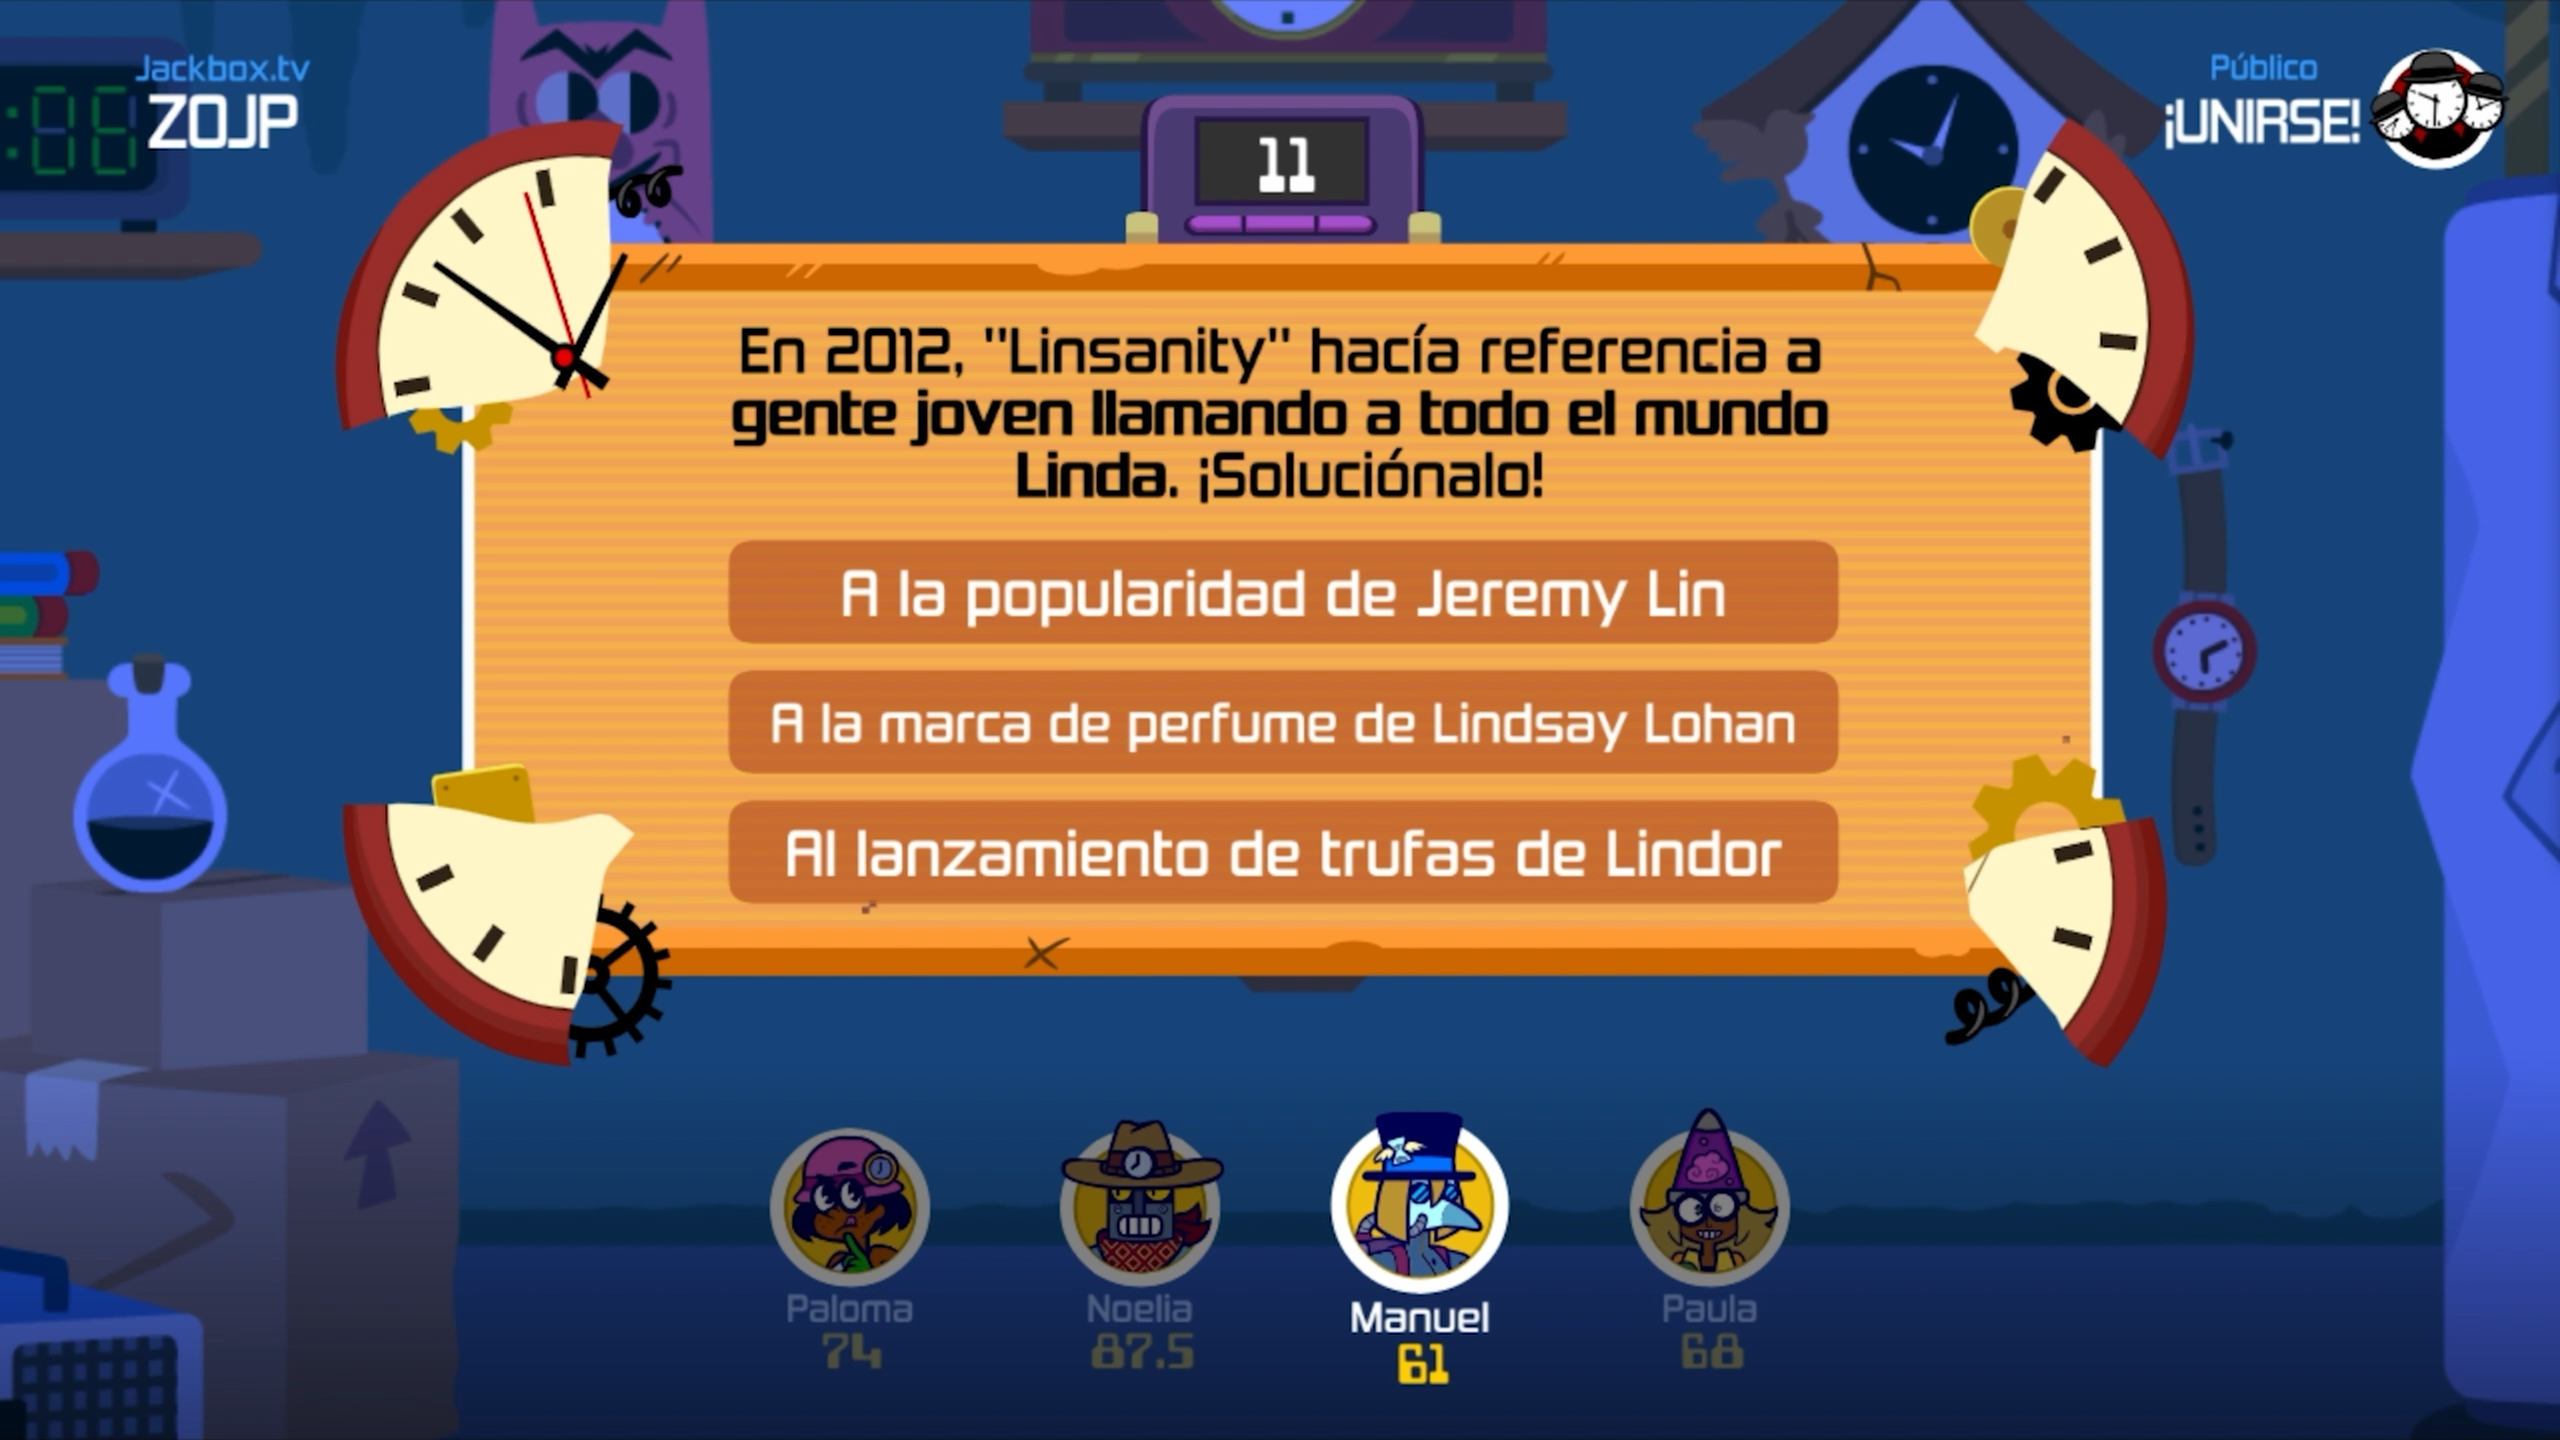 Jackbox.tv
ZOJP
11
Público
¡UNIRSE!
En 2012, "Linsanity" hacía referencia a
gente joven llamando a todo el mundo
Linda. ¡Soluciónalo!
A la popularidad de Jeremy Lin
A la marca de perfume de Lindsay Lohan
Al lanzamiento de trufas de Lindor
Paloma
74
Noelia
87.5
Manuel
61
Paula
68